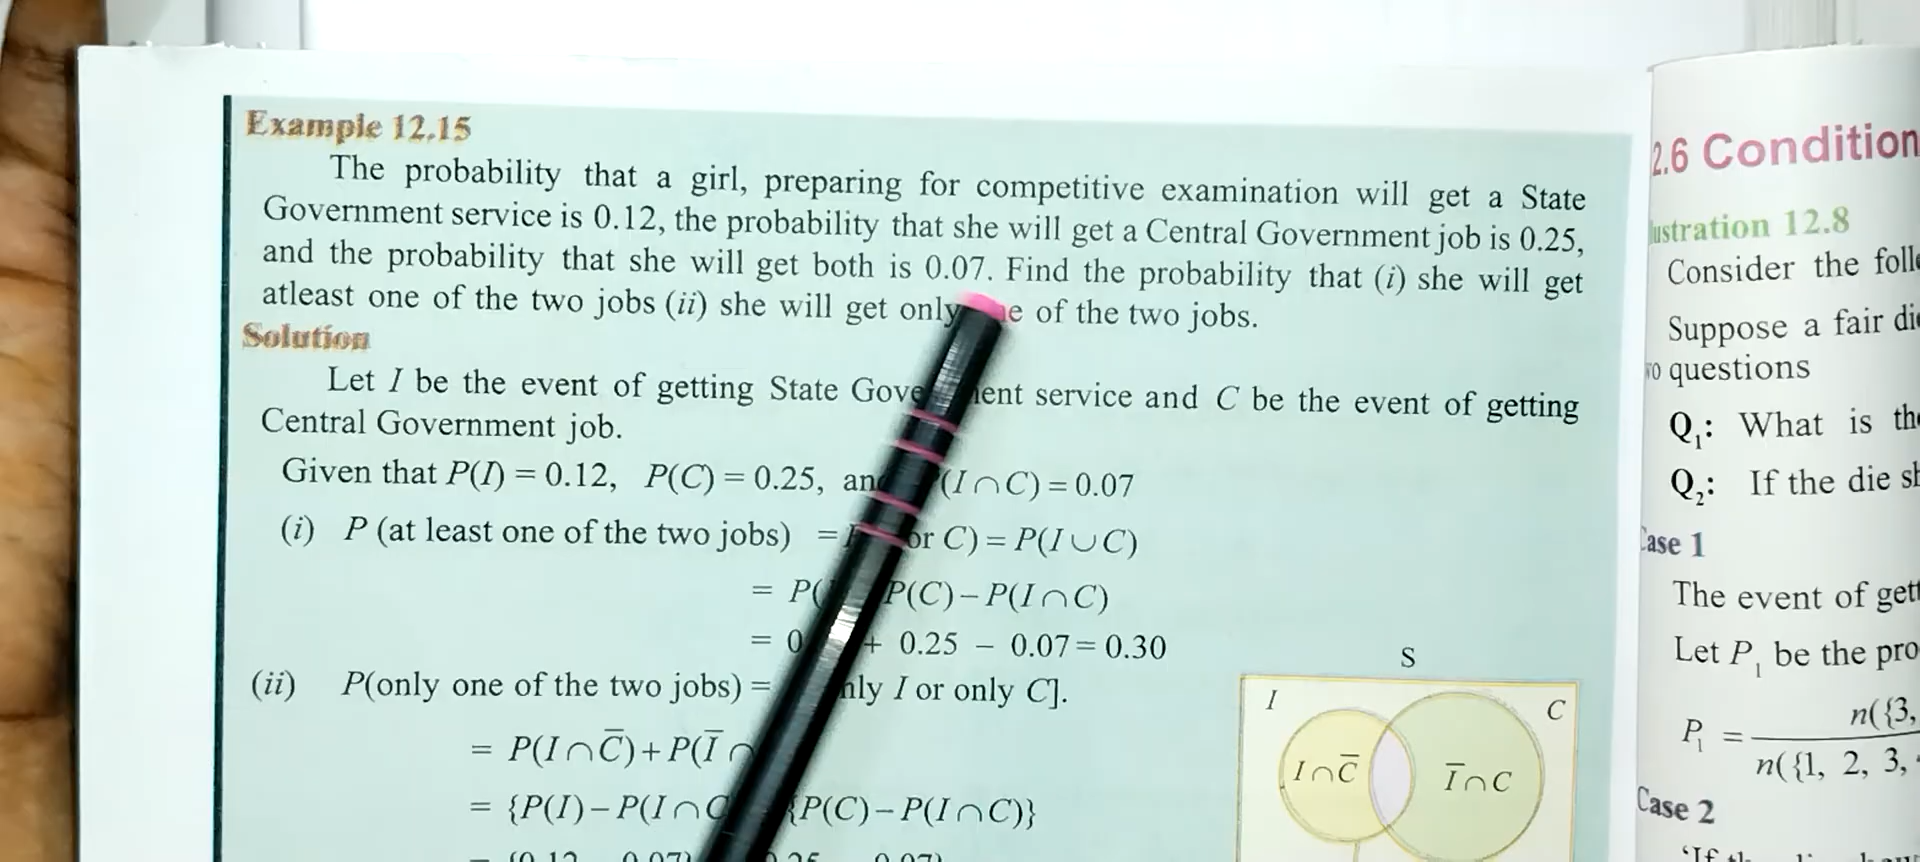 Example 12.15
The probability that a girl, preparing for competitive examination will get a State
Government service is 0.12, the probability that she will get a Central Government job is 0.25,
and the probability that she will get both is 0.07. Find the probability that (i) she will get
atleast one of the two jobs (ii) she will get only of the two jobs.
Solution
Let I be the event of getting State service and C be the event of getting
Central Government job.
Given that P(I) = 0.12, P(C) = 0.25, (I∩C) = 0.07
(i) P (at least one of the two jobs) = or C) = P(I∪C)
= P( P(C) – P(I∩C)
= + 0.25 – 0.07 = 0.30
(ii) P(only one of the two jobs) = I or only C].
= P(I∩C̅) + P(I̅ ∩
= {P(I) – P(I∩C {P(C) – P(I∩C)}
S
I
C
I∩C̅
I̅∩C
2.6 Condition
ustration 12.8
Consider the foll
Suppose a fair di
questions
Q₁: What is th
Q₂: If the die s
Case 1
The event of get
Let P₁ be the pro
P₁ = n({3,
n({1, 2, 3,
Case 2